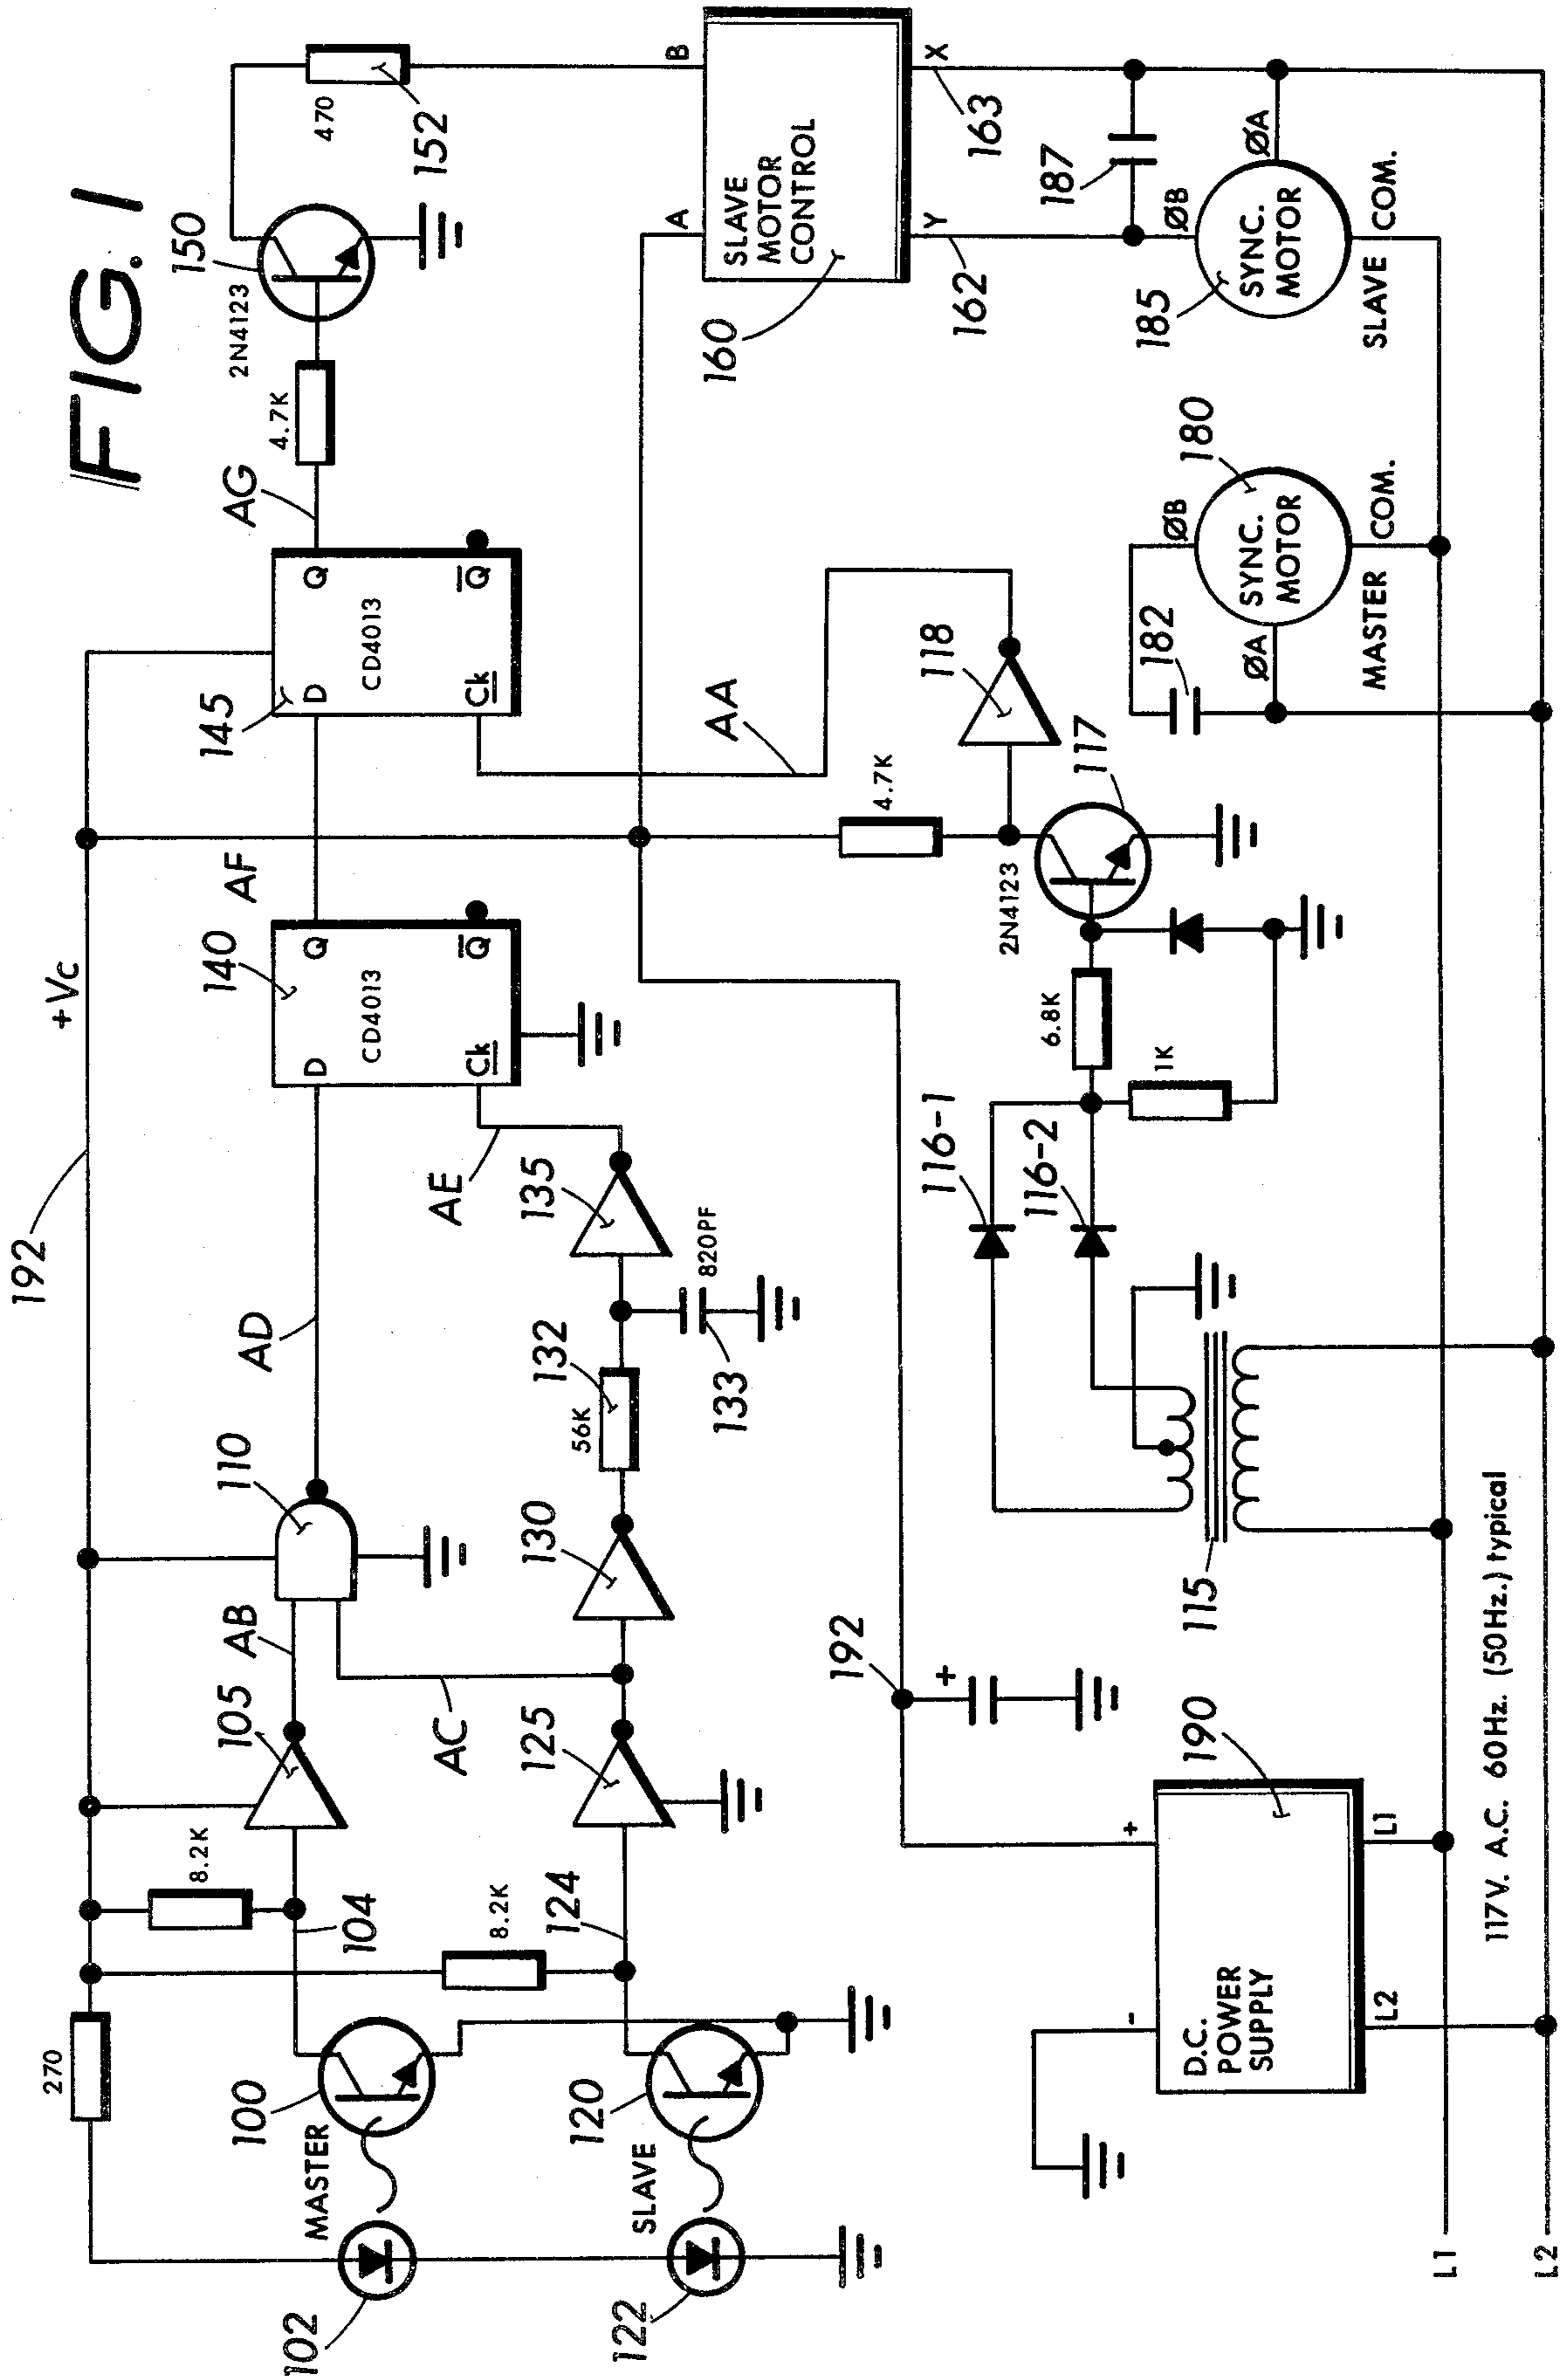 FIG. 1
192
+Vc
270
8.2K
104
105
AB
110
AD
140
D
Q
CD4013
Ck
Q
AF
145
D
Q
CD4013
Ck
Q
AG
4.7K
2N4123
150
470
152
102
MASTER
100
122
SLAVE
120
8.2K
124
125
AC
130
56K
132
133
820PF
135
AE
AA
118
4.7K
117
2N4123
6.8K
1K
116-1
116-2
115
192
+
190
-
+
D.C.
POWER
SUPPLY
L2
L1
A
B
SLAVE
MOTOR
CONTROL
160
Y
X
162
163
187
ØB
ØA
185
SYNC.
MOTOR
SLAVE
COM.
182
ØB
ØA
180
SYNC.
MOTOR
MASTER
COM.
117V. A.C. 60Hz. (50Hz.) typical
L1
L2